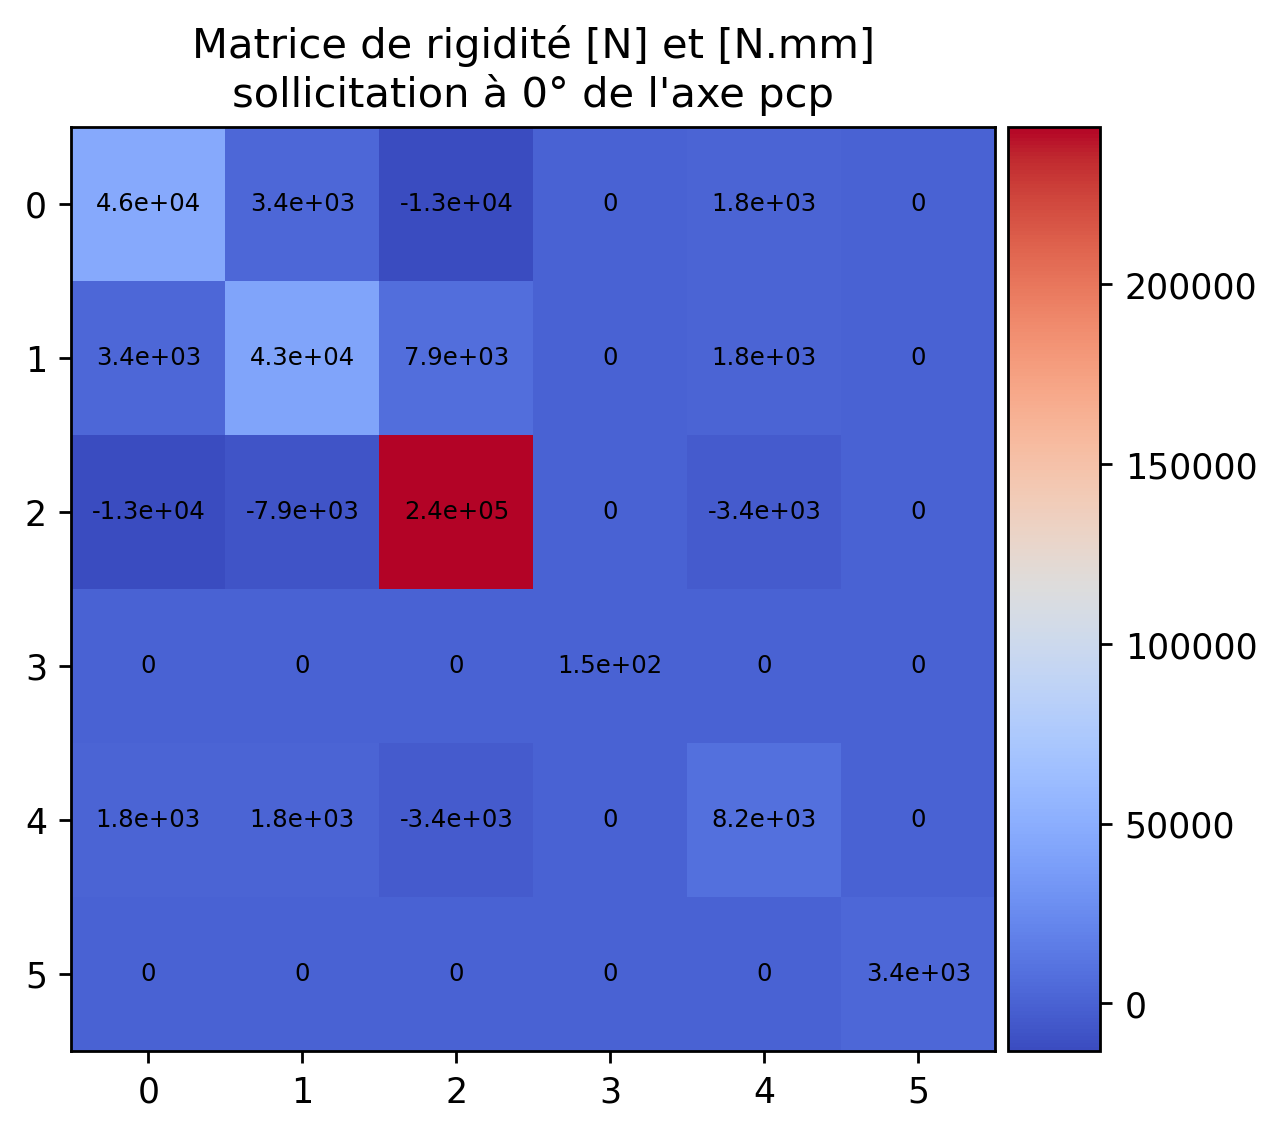 Matrice de rigidité [N] et [N.mm]
sollicitation à 0° de l'axe pcp
0 4.6e+04 3.4e+03 -1.3e+04 0 1.8e+03 0
1 3.4e+03 4.3e+04 7.9e+03 0 1.8e+03 0
2 -1.3e+04 -7.9e+03 2.4e+05 0 -3.4e+03 0
3 0 0 0 1.5e+02 0 0
4 1.8e+03 1.8e+03 -3.4e+03 0 8.2e+03 0
5 0 0 0 0 0 3.4e+03
0 1 2 3 4 5
200000
150000
100000
50000
0